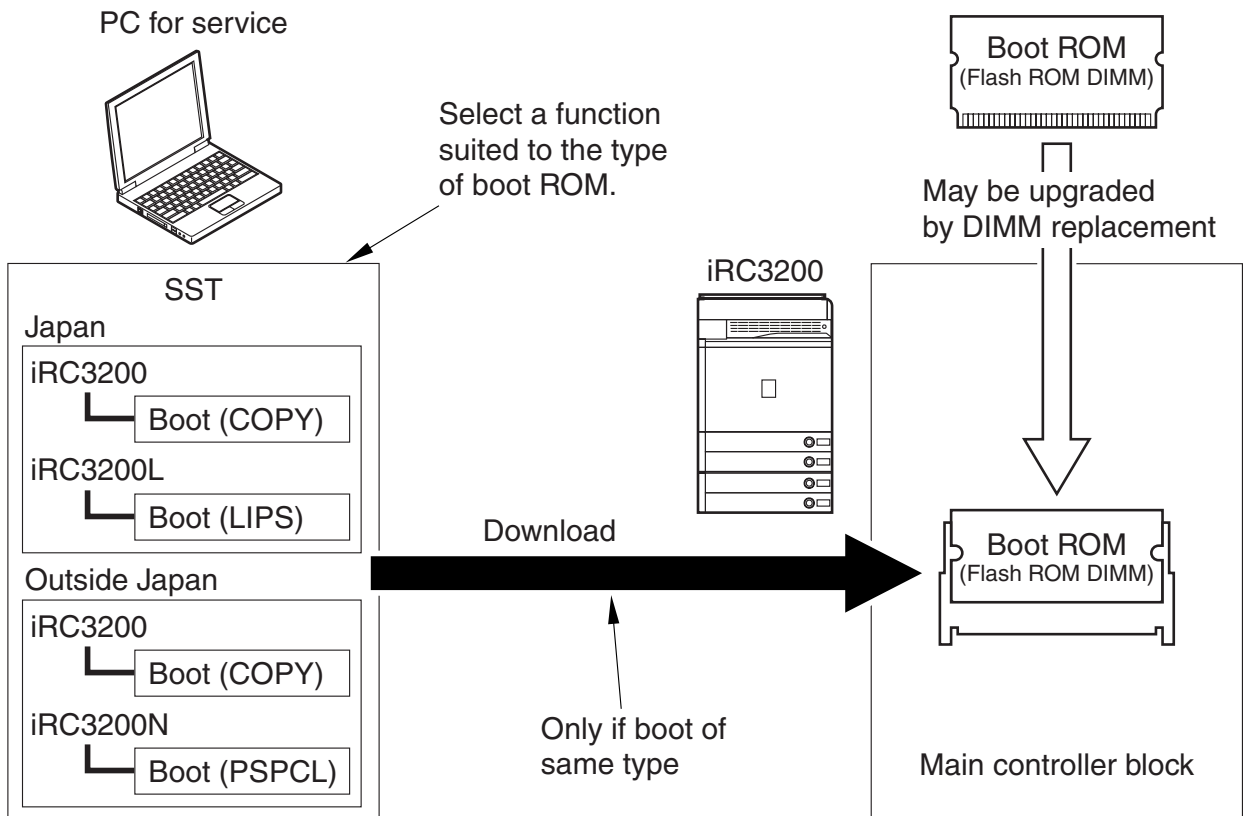 PC for service
Select a function
suited to the type
of boot ROM.
SST
Japan
iRC3200
Boot (COPY)
iRC3200L
Boot (LIPS)
Outside Japan
iRC3200
Boot (COPY)
iRC3200N
Boot (PSPCL)
Download
Only if boot of
same type
iRC3200
Boot ROM
(Flash ROM DIMM)
May be upgraded
by DIMM replacement
Boot ROM
(Flash ROM DIMM)
Main controller block